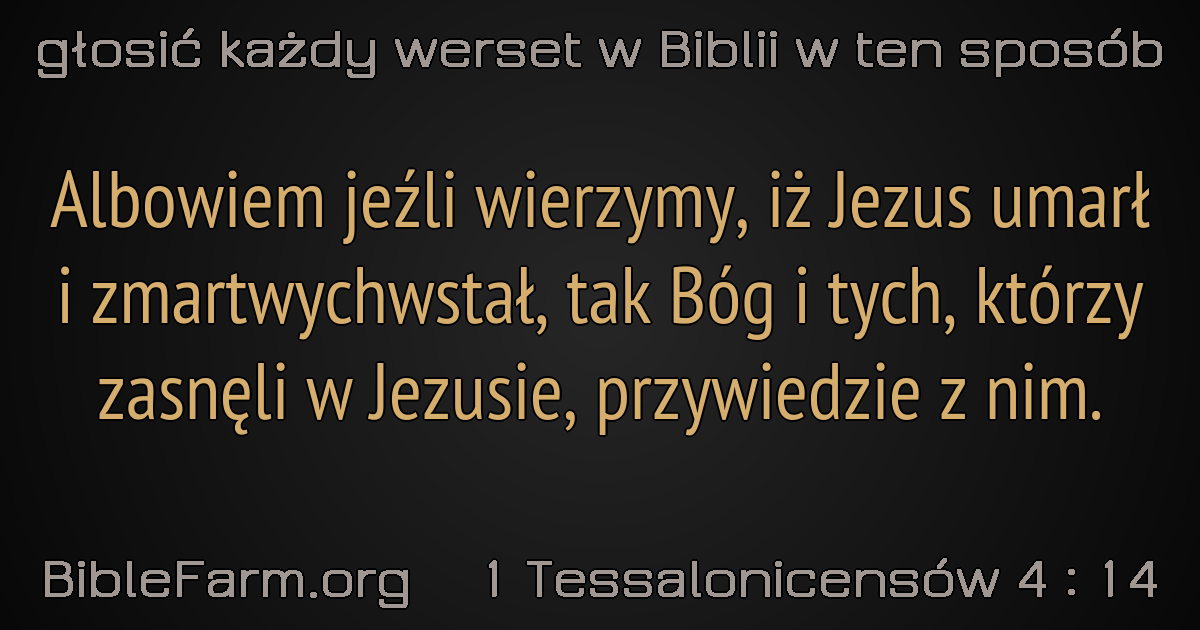 głosić każdy werset w Biblii w ten sposób
Albowiem jeźli wierzymy, iż Jezus umarł
i zmartwychwstał, tak Bóg i tych, którzy
zasnęli w Jezusie, przywiedzie z nim.
BibleFarm.org 1 Tessalonicensów 4 : 14